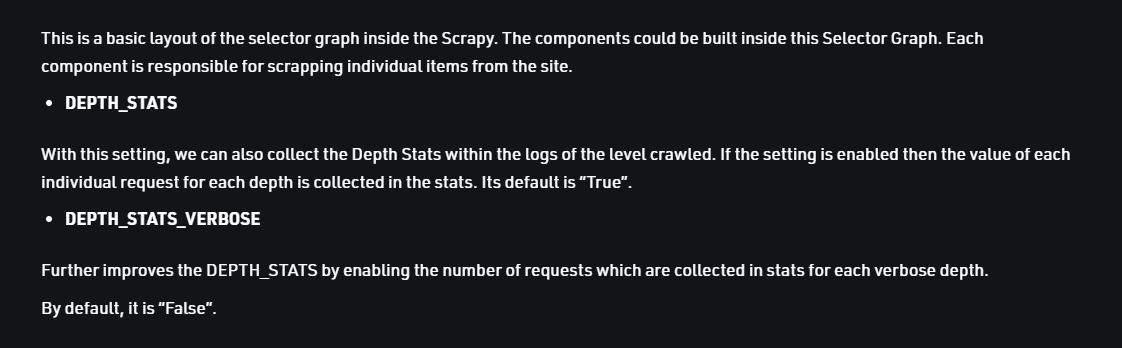 This is a basic layout of the selector graph inside the Scrapy. The components could be built inside this Selector Graph. Each
component is responsible for scrapping individual items from the site.
• DEPTH_STATS
With this setting, we can also collect the Depth Stats within the logs of the level crawled. If the setting is enabled then the value of each
individual request for each depth is collected in the stats. Its default is “True”.
• DEPTH_STATS_VERBOSE
Further improves the DEPTH_STATS by enabling the number of requests which are collected in stats for each verbose depth.
By default, it is “False”.